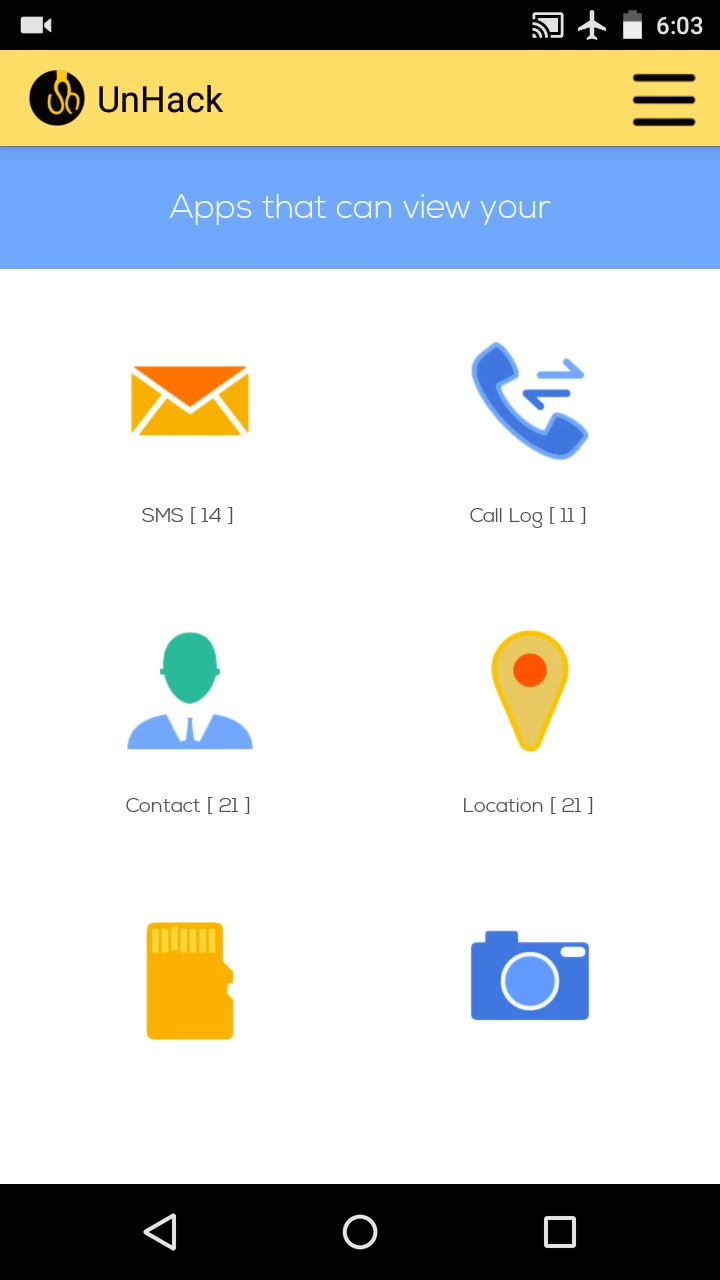 6:03
UnHack
Apps that can view your
SMS [ 14 ]
Call Log [ 11 ]
Contact [ 21 ]
Location [ 21 ]